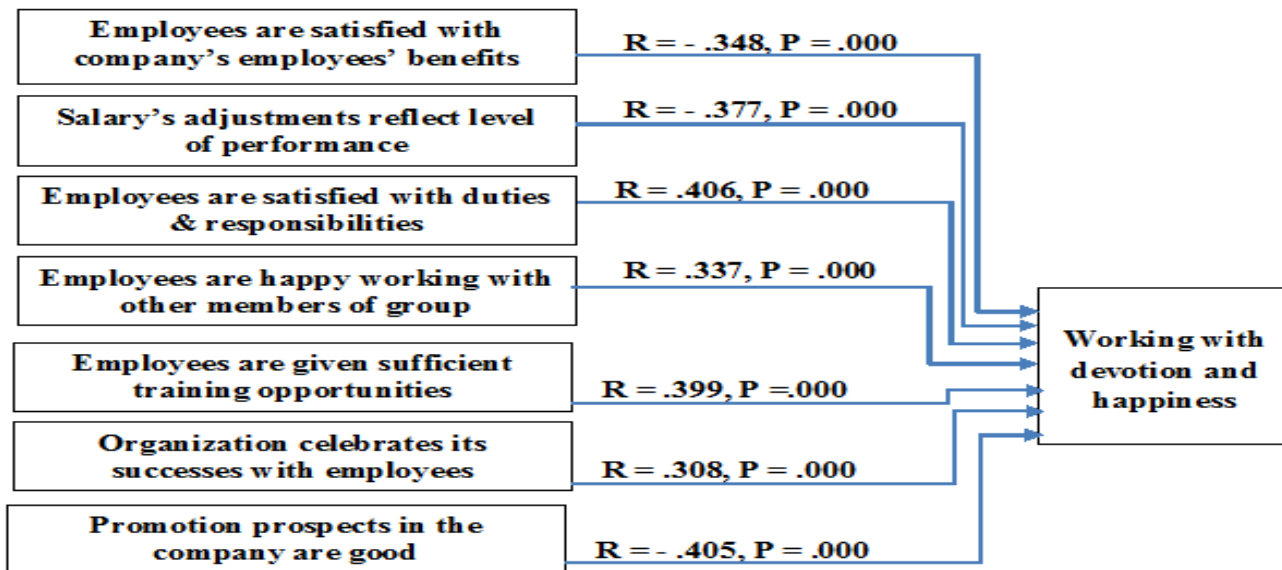 Employees are satisfied with
company's employees' benefits
R = - .348, P = .000
Salary's adjustments reflect level
of performance
R = - .377, P = .000
Employees are satisfied with duties
& responsibilities
R = .406, P = .000
Employees are happy working with
other members of group
R = .337, P = .000
Employees are given sufficient
training opportunities
R = .399, P =.000
Organization celebrates its
successes with employees
R = .308, P = .000
Promotion prospects in the
company are good
R = - .405, P = .000
Working with
devotion and
happiness